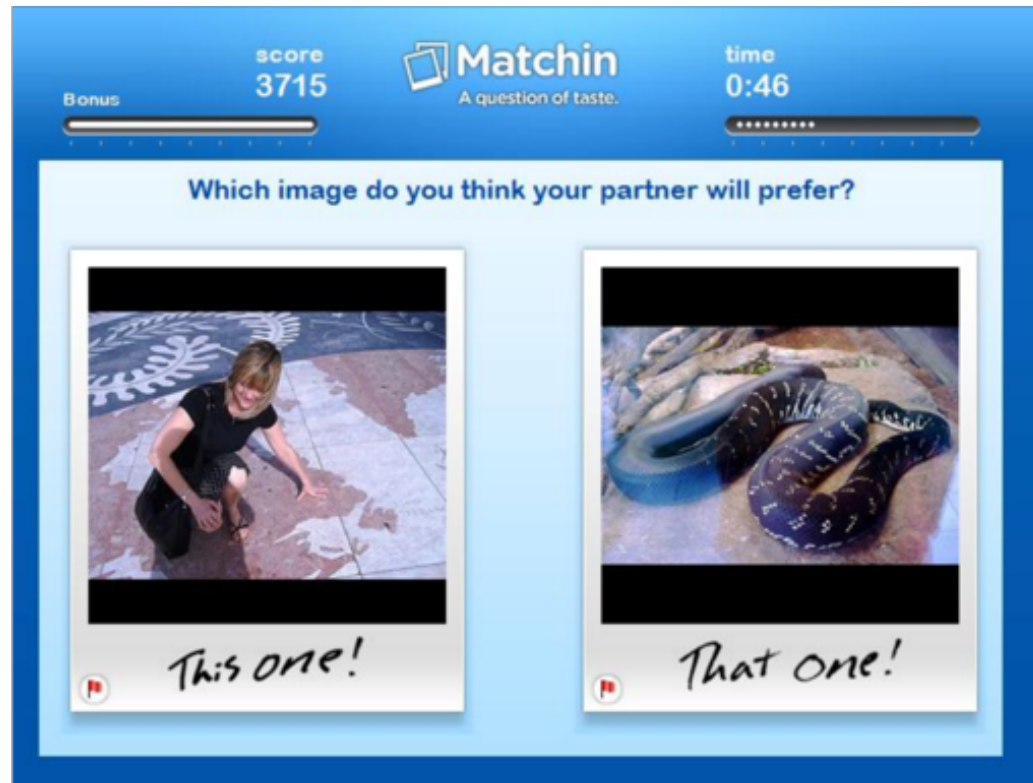 score
3715
Matchin
A question of taste.
time
0:46
Bonus
Which image do you think your partner will prefer?
This one!
That one!